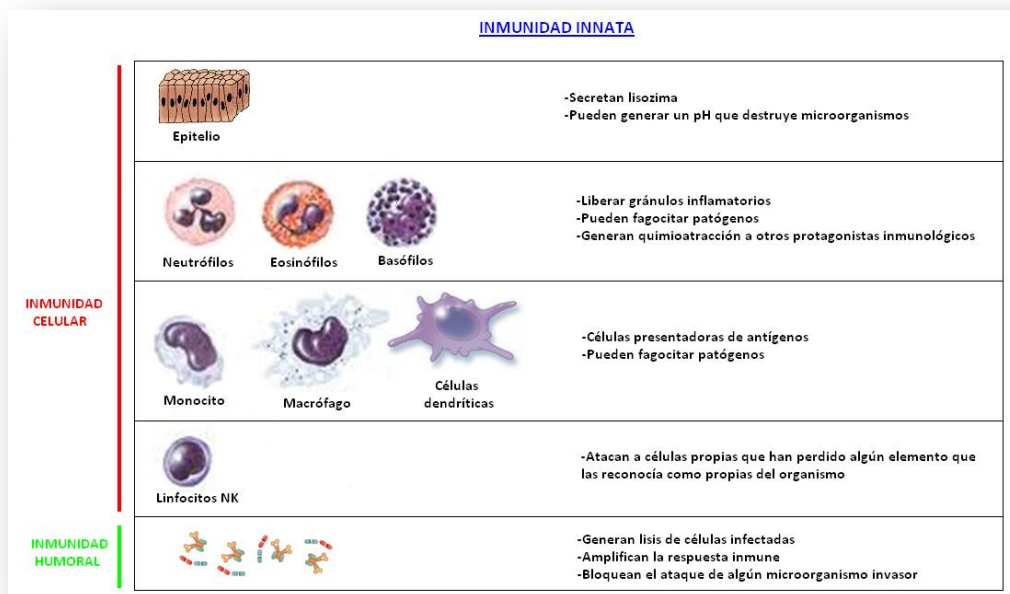 INMUNIDAD INNATA
Epitelio
-Secretan lisozima
-Pueden generar un pH que destruye microorganismos
Neutrófilos
Eosinófilos
Basófilos
-Liberar gránulos inflamatorios
-Pueden fagocitar patógenos
-Generan quimioatracción a otros protagonistas inmunológicos
INMUNIDAD
CELULAR
Monocito
Macrófago
Células
dendríticas
-Células presentadoras de antígenos
-Pueden fagocitar patógenos
Linfocitos NK
-Atacan a células propias que han perdido algún elemento que
las reconocía como propias del organismo
INMUNIDAD
HUMORAL
-Generan lisis de células infectadas
-Amplifican la respuesta inmune
-Bloquean el ataque de algún microorganismo invasor